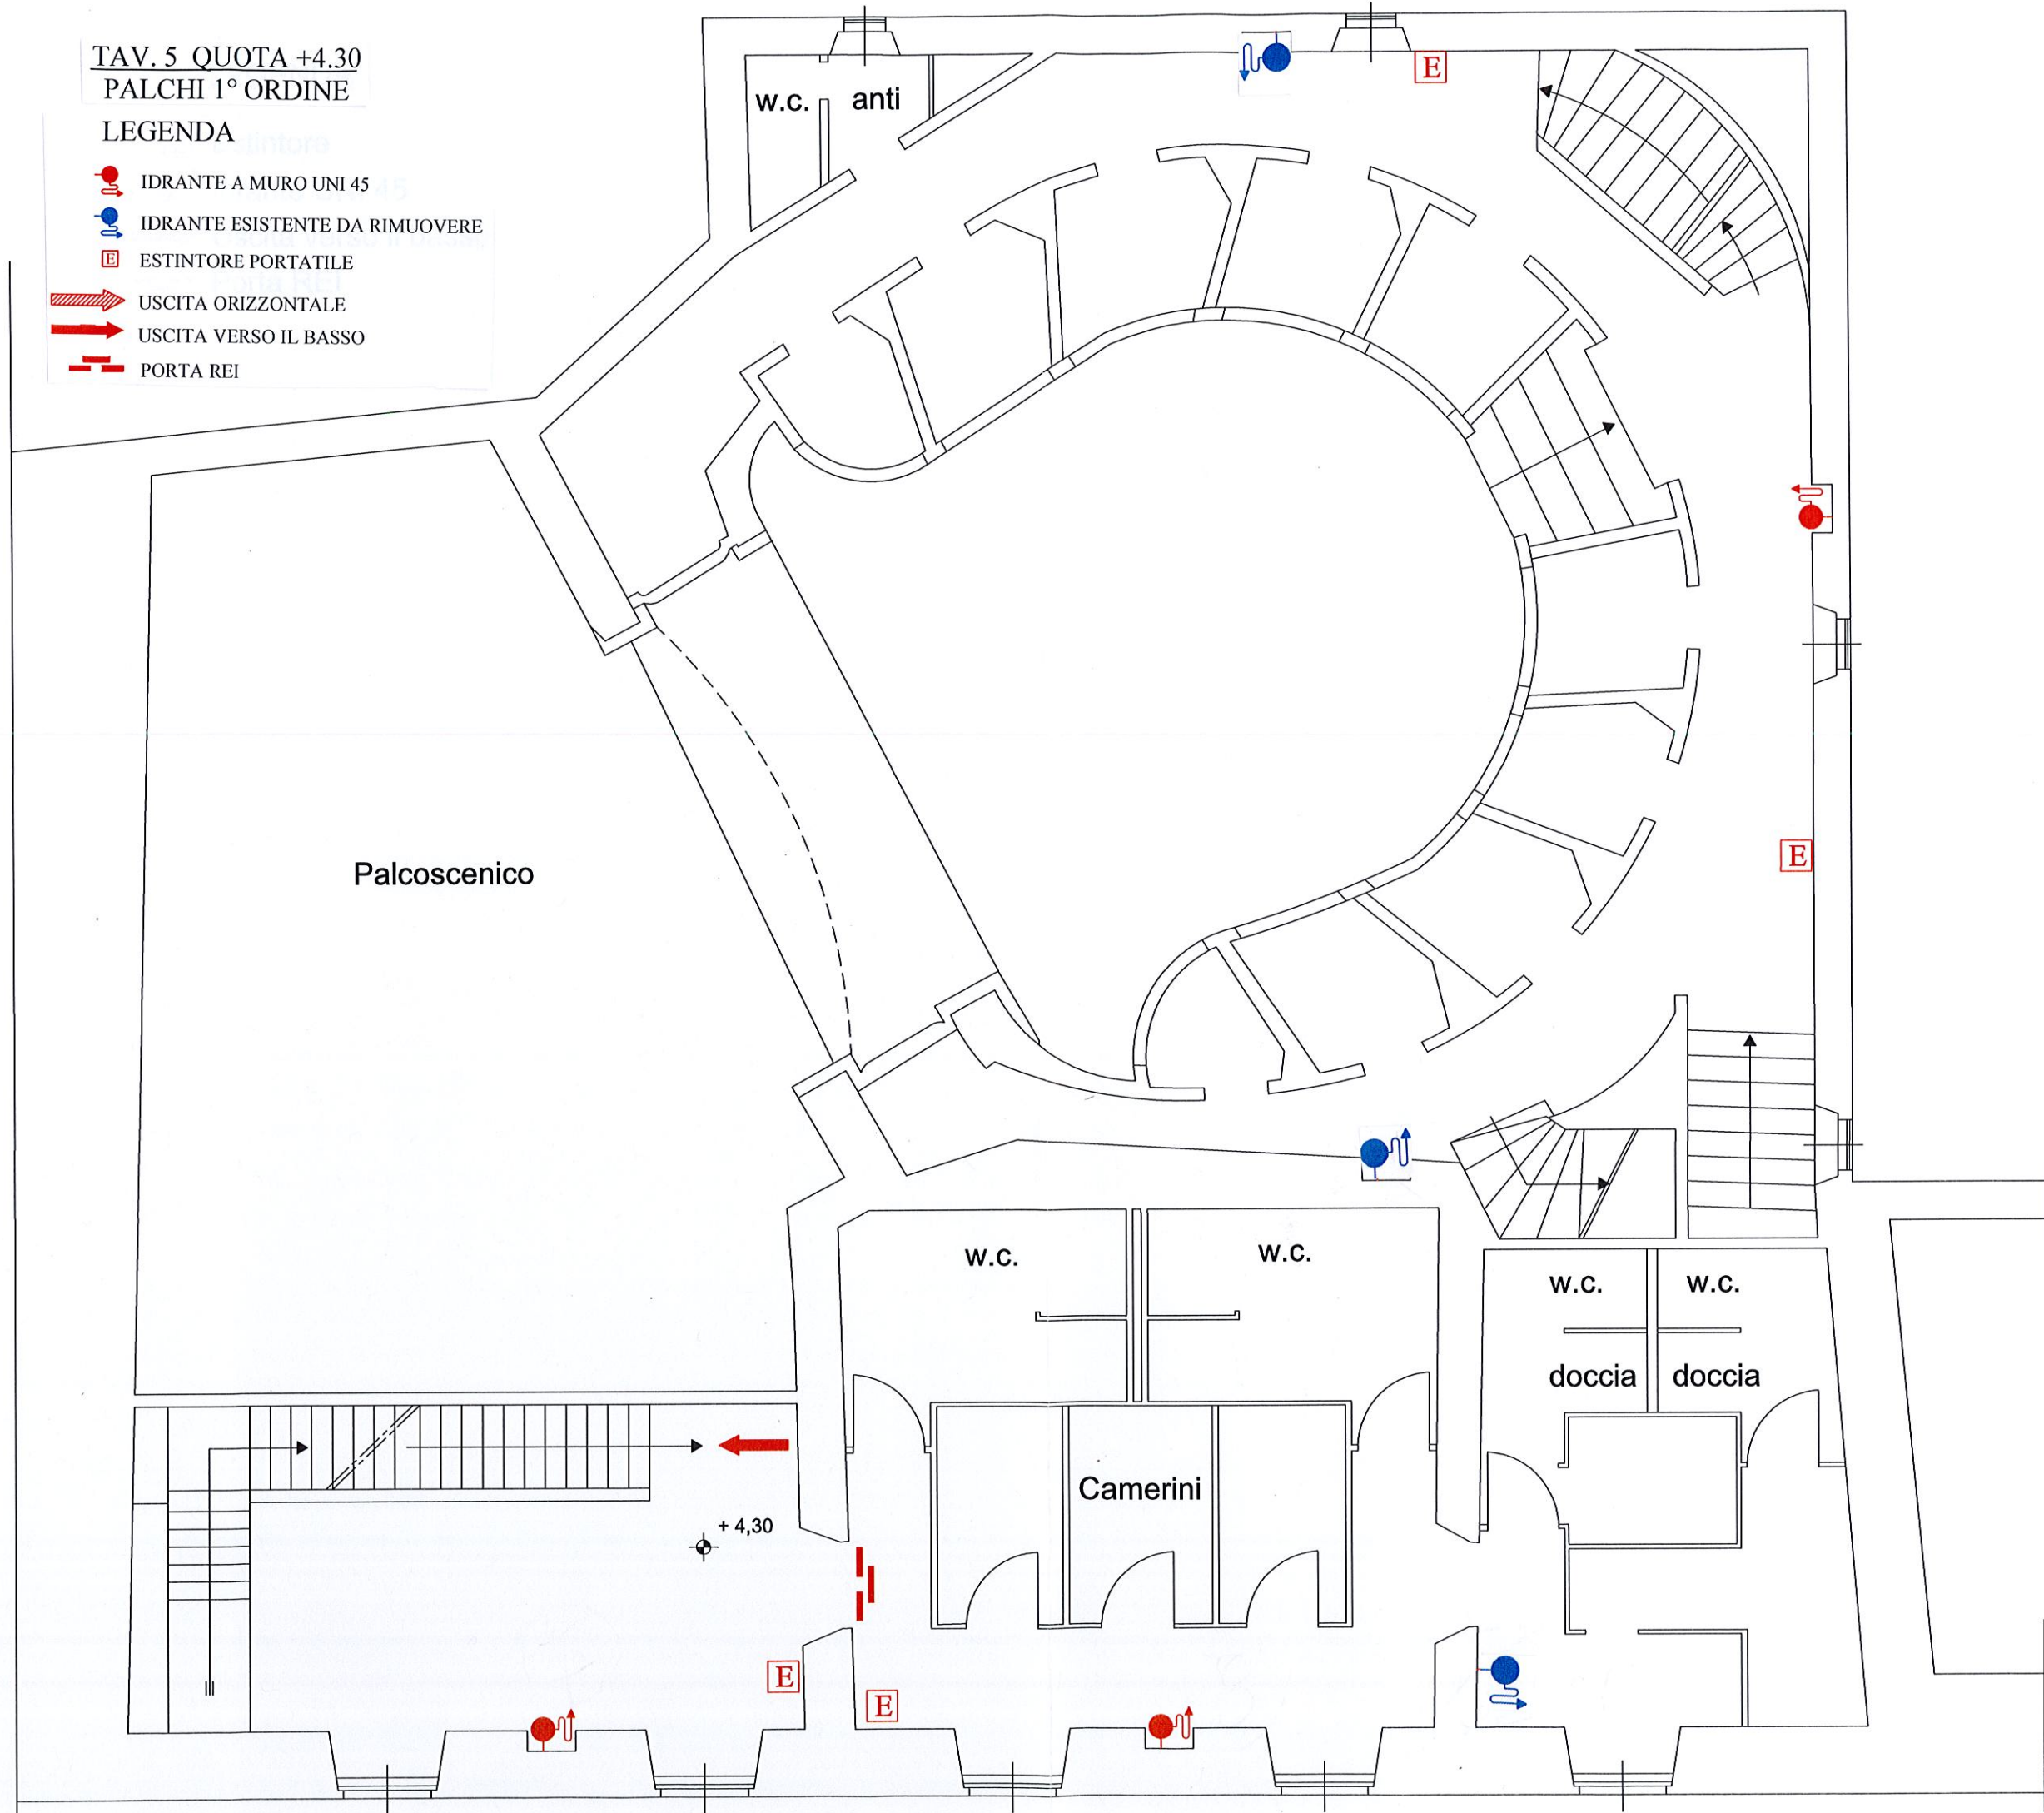 TAV. 5 QUOTA +4.30
PALCHI 1° ORDINE
LEGENDA
IDRANTE A MURO UNI 45
IDRANTE ESISTENTE DA RIMUOVERE
E ESTINTORE PORTATILE
USCITA ORIZZONTALE
USCITA VERSO IL BASSO
PORTA REI
w.c. anti
E
E
Palcoscenico
w.c.
w.c.
w.c.
w.c.
doccia
doccia
Camerini
+ 4,30
E
E